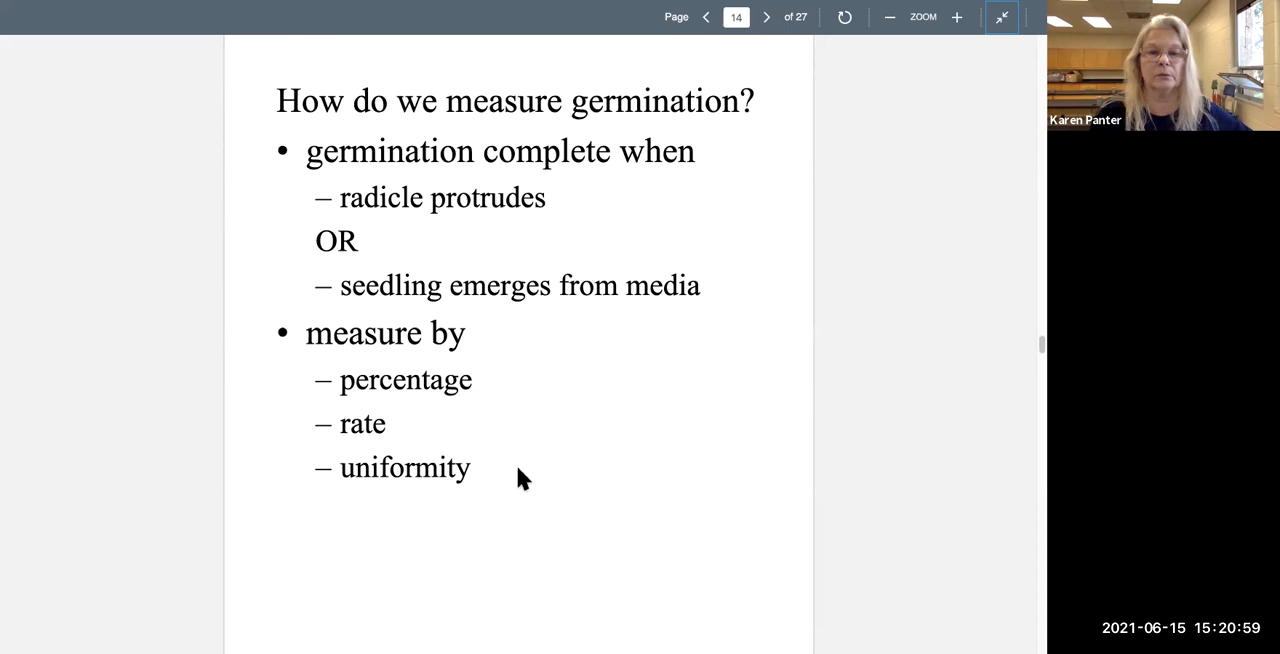 Page 14 of 27 ZOOM
How do we measure germination?
• germination complete when
– radicle protrudes
OR
– seedling emerges from media
• measure by
– percentage
– rate
– uniformity
Karen Panter
2021-06-15 15:20:59